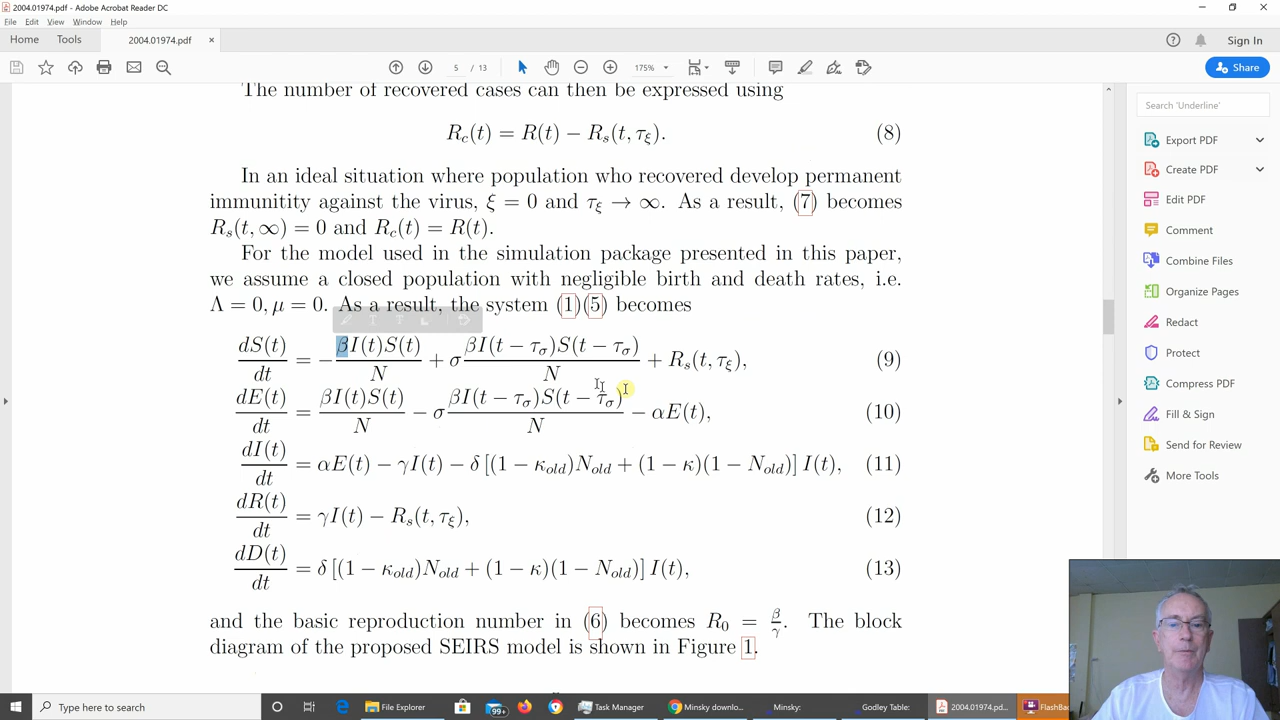 2004.01974.pdf - Adobe Acrobat Reader DC
File Edit View Window Help
Home Tools 2004.01974.pdf × Sign In
5 / 13 175% Share
The number of recovered cases can then be expressed using
R_c(t) = R(t) − R_s(t, τ_ξ). (8)
In an ideal situation where population who recovered develop permanent
immunitity against the virus, ξ = 0 and τ_ξ → ∞. As a result, (7) becomes
R_s(t, ∞) = 0 and R_c(t) = R(t).
For the model used in the simulation package presented in this paper,
we assume a closed population with negligible birth and death rates, i.e.
Λ = 0, μ = 0. As a result, the system (1)(5) becomes
dS(t)/dt = −βI(t)S(t)/N + σ βI(t − τ_σ)S(t − τ_σ)/N + R_s(t, τ_ξ), (9)
dE(t)/dt = βI(t)S(t)/N − σ βI(t − τ_σ)S(t − τ_σ)/N − αE(t), (10)
dI(t)/dt = αE(t) − γI(t) − δ [(1 − κ_old)N_old + (1 − κ)(1 − N_old)] I(t), (11)
dR(t)/dt = γI(t) − R_s(t, τ_ξ), (12)
dD(t)/dt = δ [(1 − κ_old)N_old + (1 − κ)(1 − N_old)] I(t), (13)
and the basic reproduction number in (6) becomes R_0 = β/γ. The block
diagram of the proposed SEIRS model is shown in Figure 1.
Search 'Underline'
Export PDF
Create PDF
Edit PDF
Comment
Combine Files
Organize Pages
Redact
Protect
Compress PDF
Fill & Sign
Send for Review
More Tools
Type here to search 99+ File Explorer Task Manager Minsky downlo... Minsky: Godley Table: 2004.01974.pdf... FlashBac